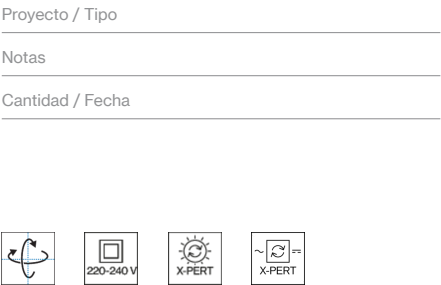 Proyecto / Tipo
Notas
Cantidad / Fecha
220-240 V
X-PERT
X-PERT